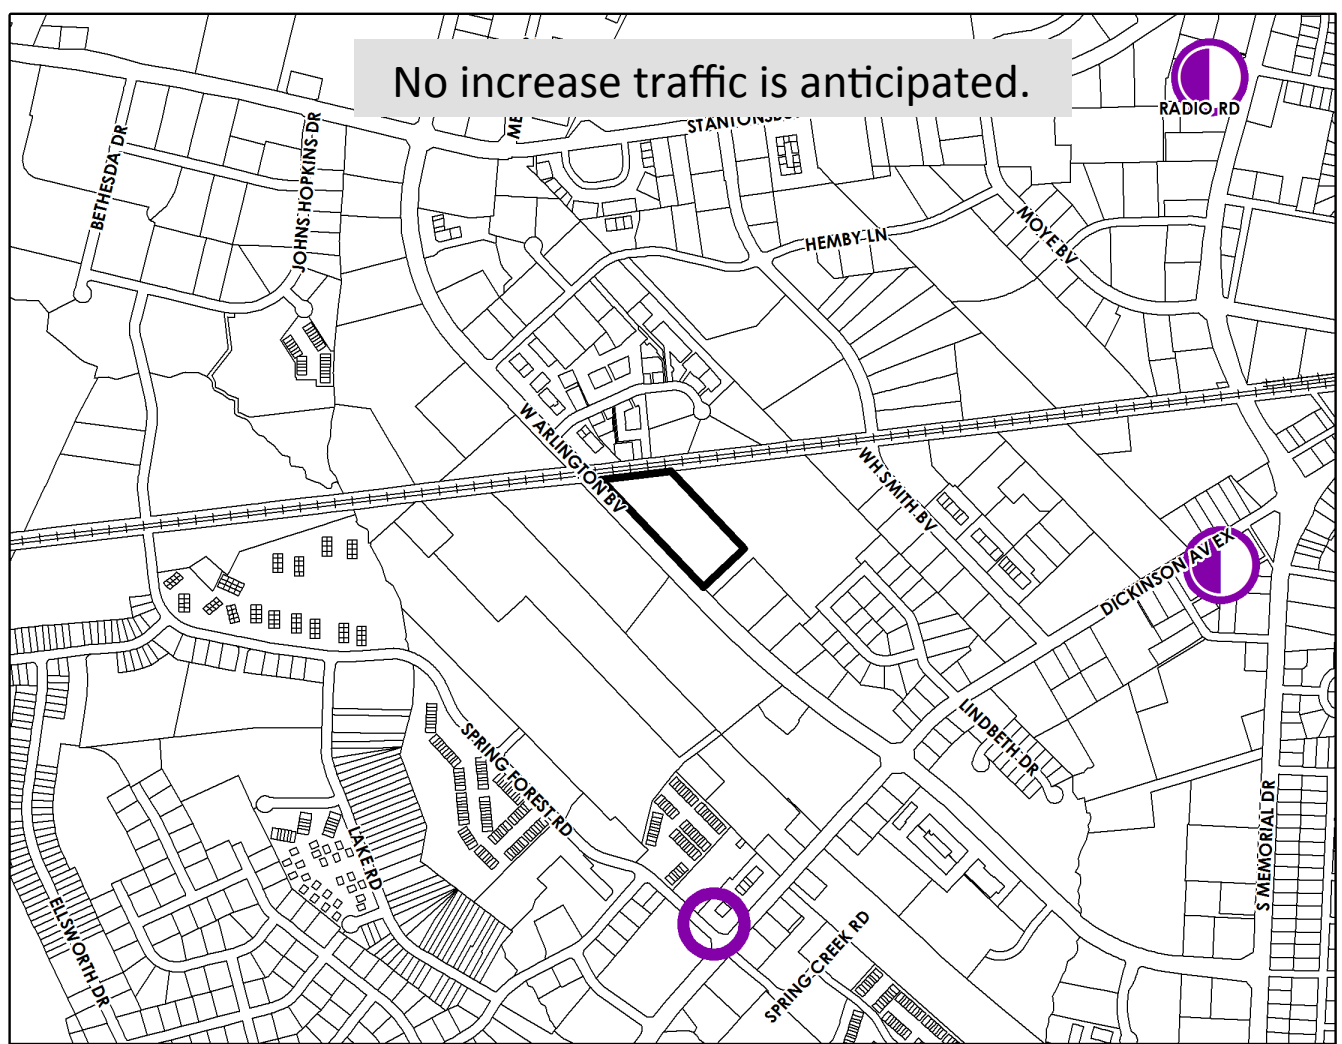 No increase traffic is anticipated.
RADIO RD
BETHESDA DR
JOHNS HOPKINS DR
HEMBY LN
MOYE BV
W ARLINGTON BV
WH SMITH BV
DICKINSON AV EX
LINDBETH DR
SPRING FOREST RD
LAKE RD
ELLSWORTH DR
SPRING CREEK RD
S MEMORIAL DR